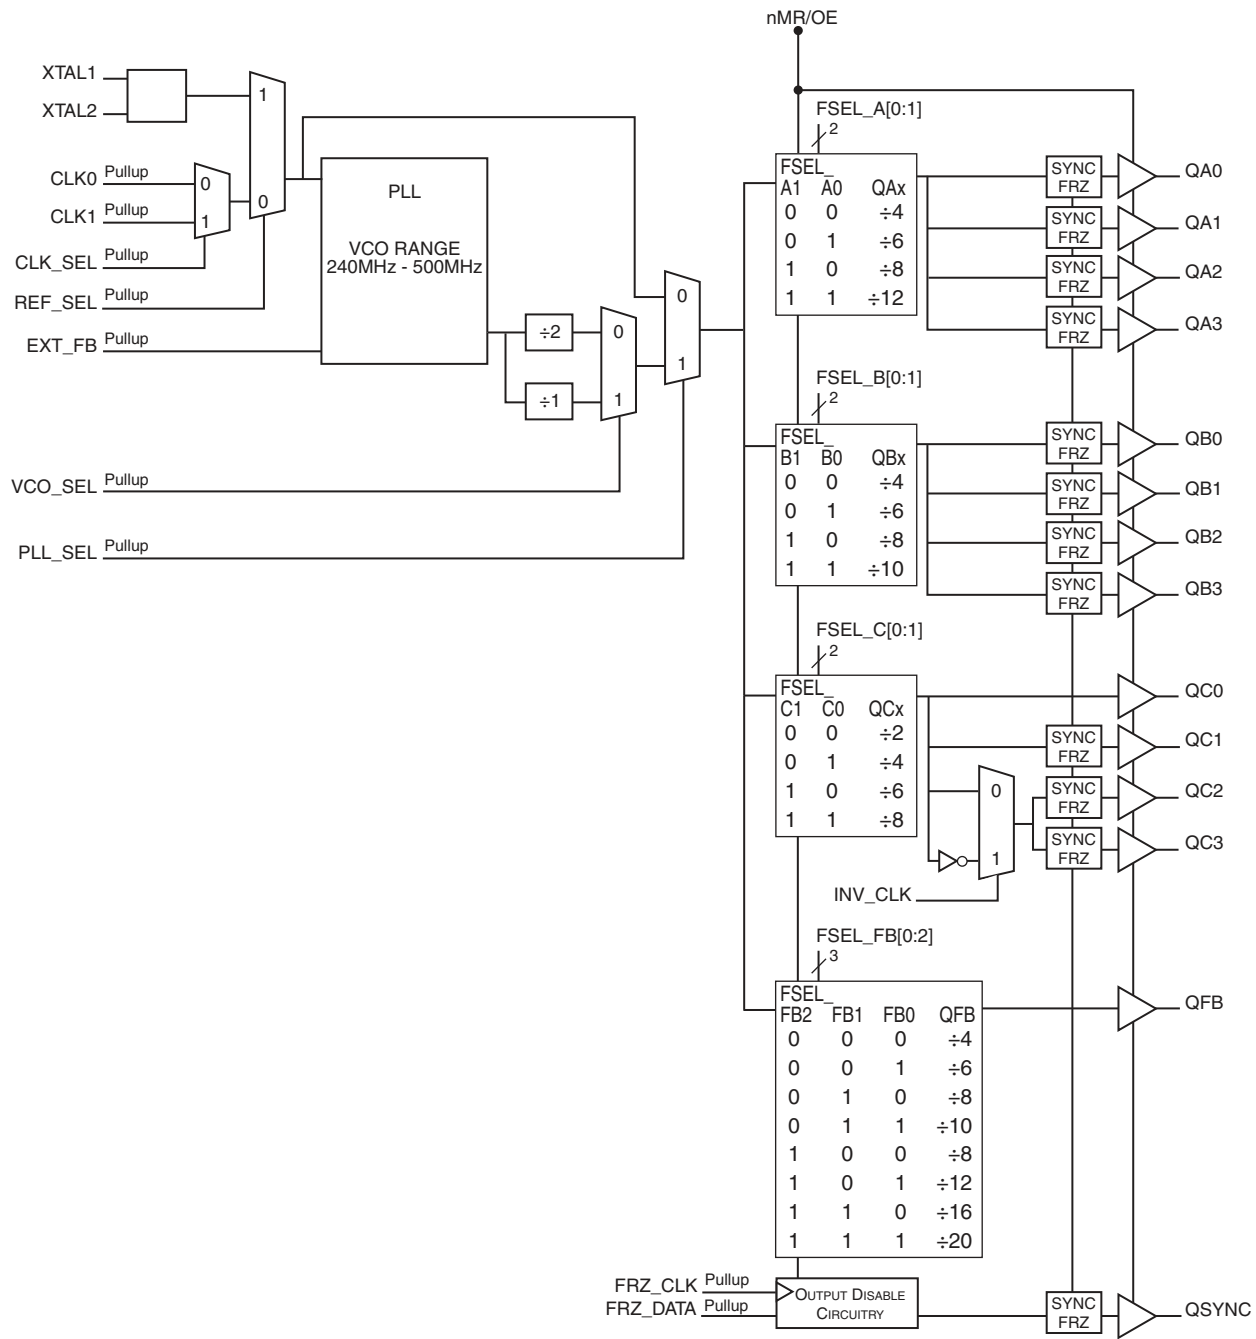 nMR/OE
XTAL1
XTAL2
1
0
CLK0 Pullup
CLK1 Pullup
0
1
CLK_SEL Pullup
REF_SEL Pullup
EXT_FB Pullup
PLL
VCO RANGE
240MHz - 500MHz
÷2
÷1
0
1
0
1
VCO_SEL Pullup
PLL_SEL Pullup
FSEL_A[0:1]
2
FSEL_
A1 A0 QAx
0 0 ÷4
0 1 ÷6
1 0 ÷8
1 1 ÷12
SYNC
FRZ
QA0
SYNC
FRZ
QA1
SYNC
FRZ
QA2
SYNC
FRZ
QA3
FSEL_B[0:1]
2
FSEL_
B1 B0 QBx
0 0 ÷4
0 1 ÷6
1 0 ÷8
1 1 ÷10
SYNC
FRZ
QB0
SYNC
FRZ
QB1
SYNC
FRZ
QB2
SYNC
FRZ
QB3
FSEL_C[0:1]
2
FSEL_
C1 C0 QCx
0 0 ÷2
0 1 ÷4
1 0 ÷6
1 1 ÷8
QC0
SYNC
FRZ
QC1
0
1
SYNC
FRZ
QC2
SYNC
FRZ
QC3
INV_CLK
FSEL_FB[0:2]
3
FSEL_
FB2 FB1 FB0 QFB
0 0 0 ÷4
0 0 1 ÷6
0 1 0 ÷8
0 1 1 ÷10
1 0 0 ÷8
1 0 1 ÷12
1 1 0 ÷16
1 1 1 ÷20
QFB
FRZ_CLK Pullup
FRZ_DATA Pullup
OUTPUT DISABLE
CIRCUITRY
SYNC
FRZ
QSYNC